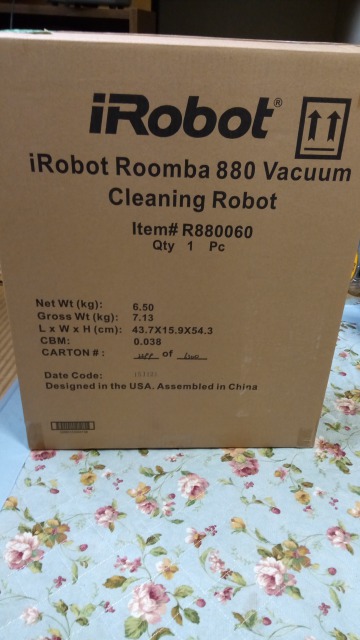 iRobot®
iRobot Roomba 880 Vacuum
Cleaning Robot
Item# R880060
Qty 1 Pc
Net Wt (kg): 6.50
Gross Wt (kg): 7.13
L x W x H (cm): 43.7X15.9X54.3
CBM: 0.038
CARTON # : of
Date Code:
Designed in the USA. Assembled in China